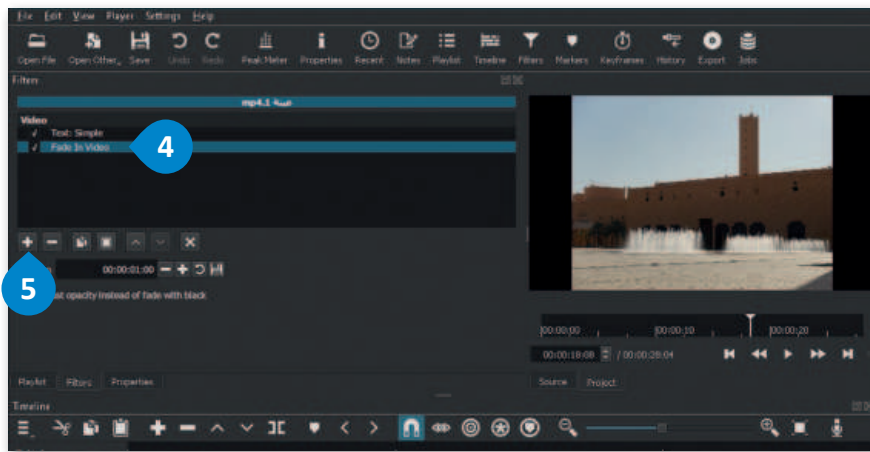 File Edit View Player Settings Help
Open File Open Other Save Undo Redo Peak Meter Properties Recent Notes Playlist Timeline Filters Markers Keyframes History Export Jobs
Filters
mp4.1
Video
Text: Simple
Fade In Video
4
00:00:01:00
5
opacity instead of fade with black
00:00:00 00:00:10 00:00:20
00:00:18:08 / 00:00:28:04
Playlist Filters Properties
Source Project
Timeline